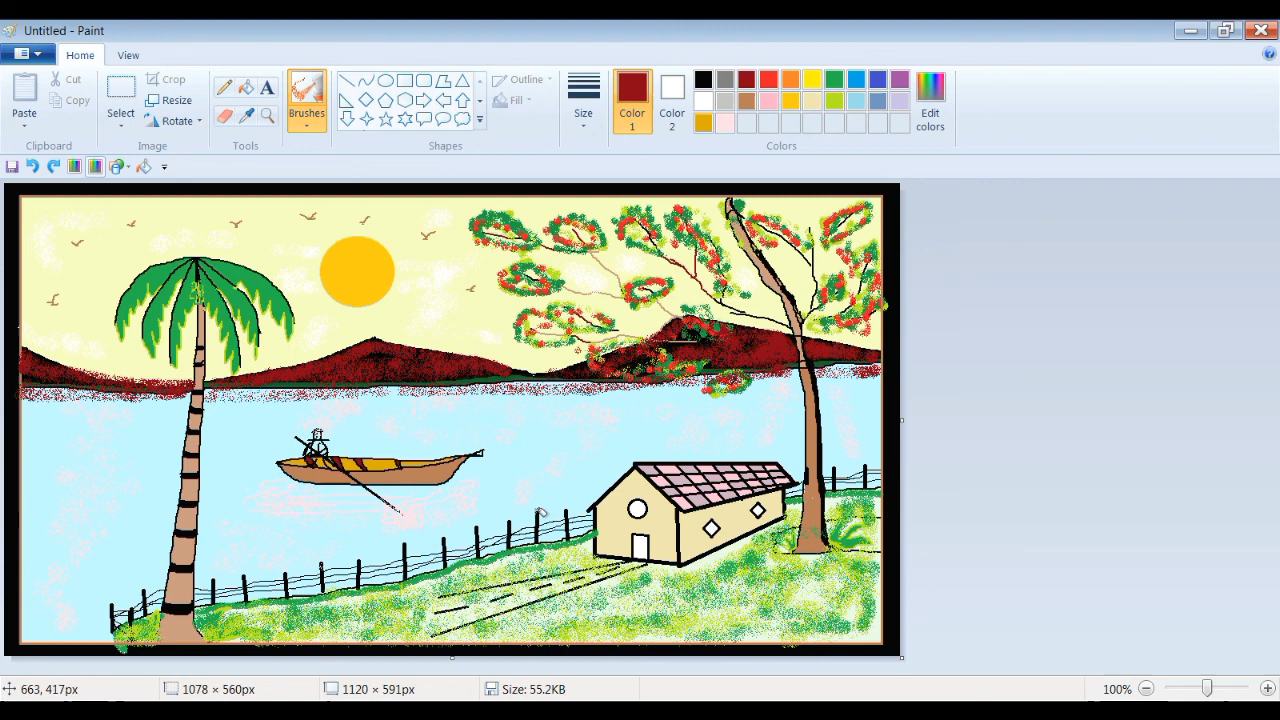 Untitled - Paint
Home View
Cut
Copy
Paste
Clipboard
Crop
Resize
Rotate
Select
Image
A
Tools
Brushes
Outline
Fill
Shapes
Size
Color 1
Color 2
Edit colors
Colors
663, 417px 1078 × 560px 1120 × 591px Size: 55.2KB 100%